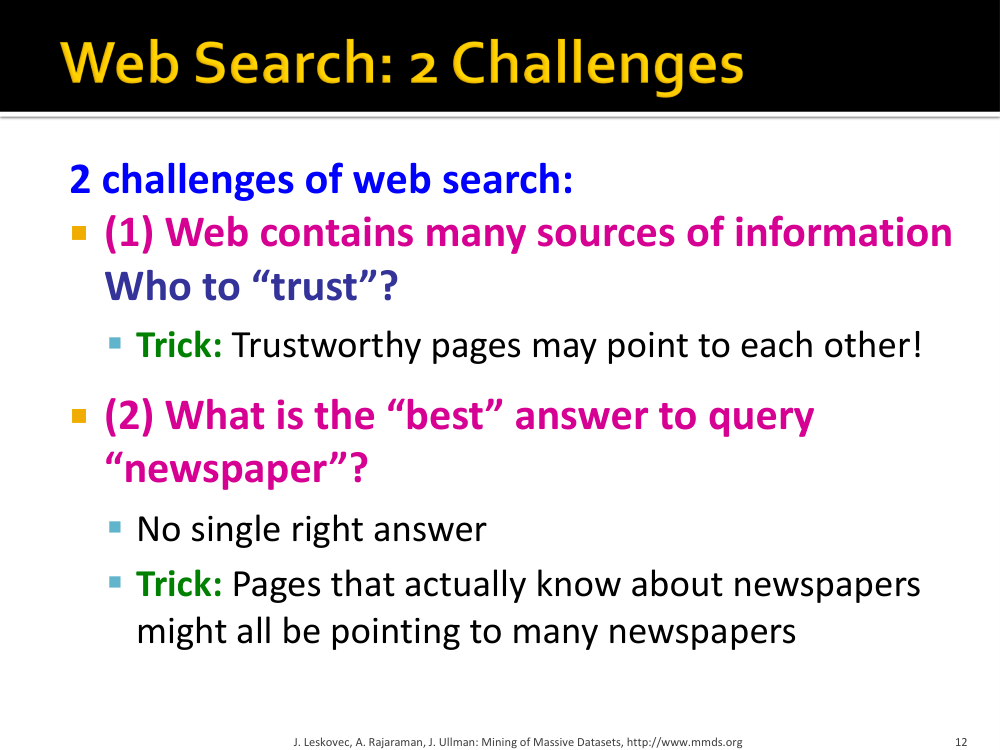 Web Search: 2 Challenges
2 challenges of web search:
(1) Web contains many sources of information
Who to “trust”?
Trick: Trustworthy pages may point to each other!
(2) What is the “best” answer to query
“newspaper”?
No single right answer
Trick: Pages that actually know about newspapers
might all be pointing to many newspapers
J. Leskovec, A. Rajaraman, J. Ullman: Mining of Massive Datasets, http://www.mmds.org
12